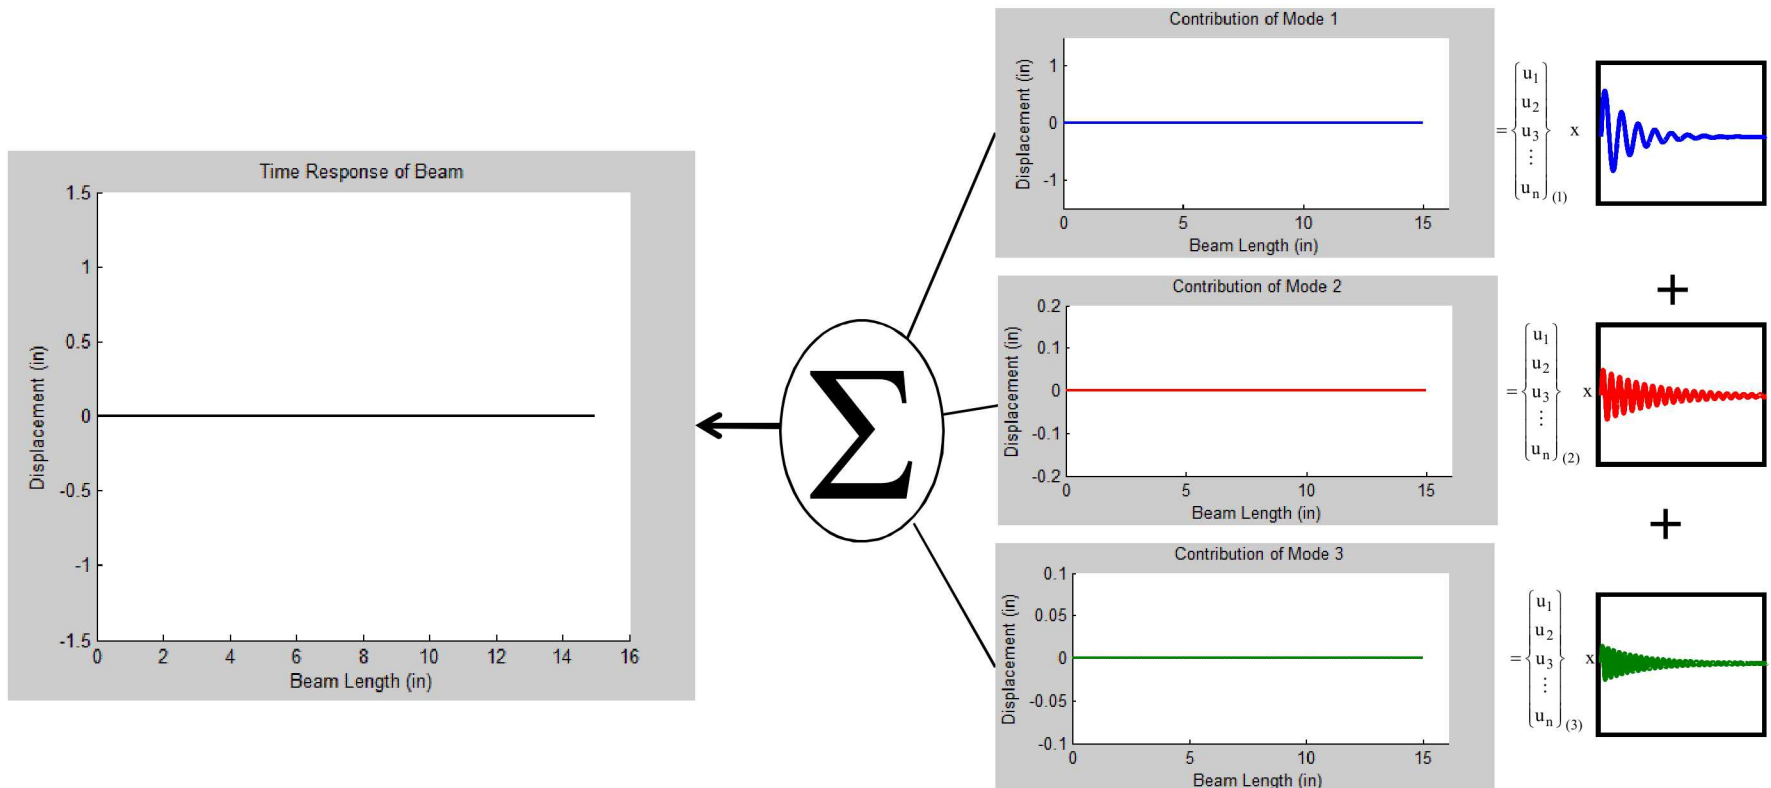 Time Response of Beam
1.5
1
0.5
0
-0.5
-1
-1.5
0 2 4 6 8 10 12 14 16
Displacement (in)
Beam Length (in)
Σ
Contribution of Mode 1
1
0
-1
0 5 10 15
Displacement (in)
Beam Length (in)
=
u1
u2
u3
⋮
un
(1)
x
+
Contribution of Mode 2
0.2
0.1
0
-0.1
-0.2
0 5 10 15
Displacement (in)
Beam Length (in)
=
u1
u2
u3
⋮
un
(2)
x
+
Contribution of Mode 3
0.1
0.05
0
-0.05
-0.1
0 5 10 15
Displacement (in)
Beam Length (in)
=
u1
u2
u3
⋮
un
(3)
x